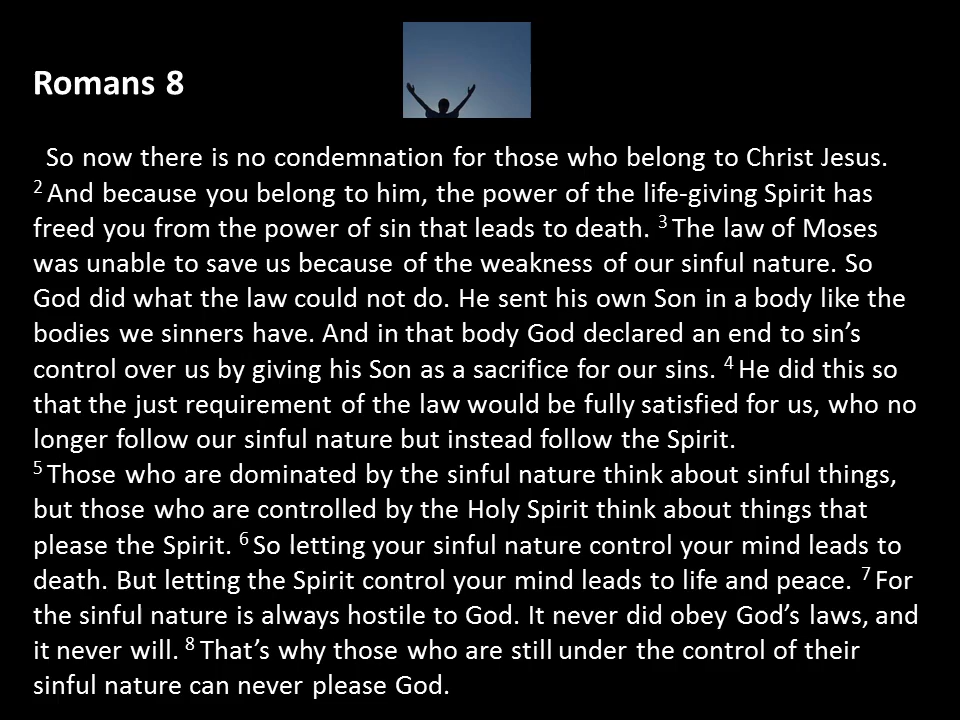 Romans 8
So now there is no condemnation for those who belong to Christ Jesus.
2 And because you belong to him, the power of the life-giving Spirit has
freed you from the power of sin that leads to death. 3 The law of Moses
was unable to save us because of the weakness of our sinful nature. So
God did what the law could not do. He sent his own Son in a body like the
bodies we sinners have. And in that body God declared an end to sin’s
control over us by giving his Son as a sacrifice for our sins. 4 He did this so
that the just requirement of the law would be fully satisfied for us, who no
longer follow our sinful nature but instead follow the Spirit.
5 Those who are dominated by the sinful nature think about sinful things,
but those who are controlled by the Holy Spirit think about things that
please the Spirit. 6 So letting your sinful nature control your mind leads to
death. But letting the Spirit control your mind leads to life and peace. 7 For
the sinful nature is always hostile to God. It never did obey God’s laws, and
it never will. 8 That’s why those who are still under the control of their
sinful nature can never please God.